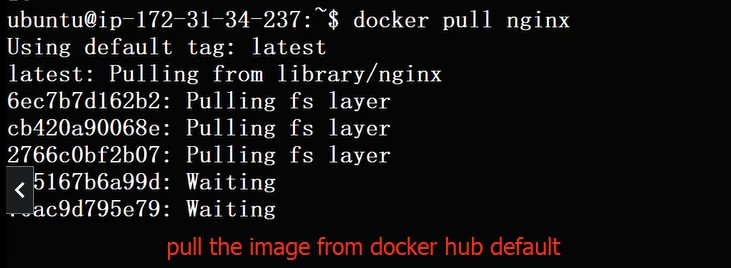 ubuntu@ip-172-31-34-237:~$ docker pull nginx
Using default tag: latest
latest: Pulling from library/nginx
6ec7b7d162b2: Pulling fs layer
cb420a90068e: Pulling fs layer
2766c0bf2b07: Pulling fs layer
5167b6a99d: Waiting
ac9d795e79: Waiting
pull the image from docker hub default